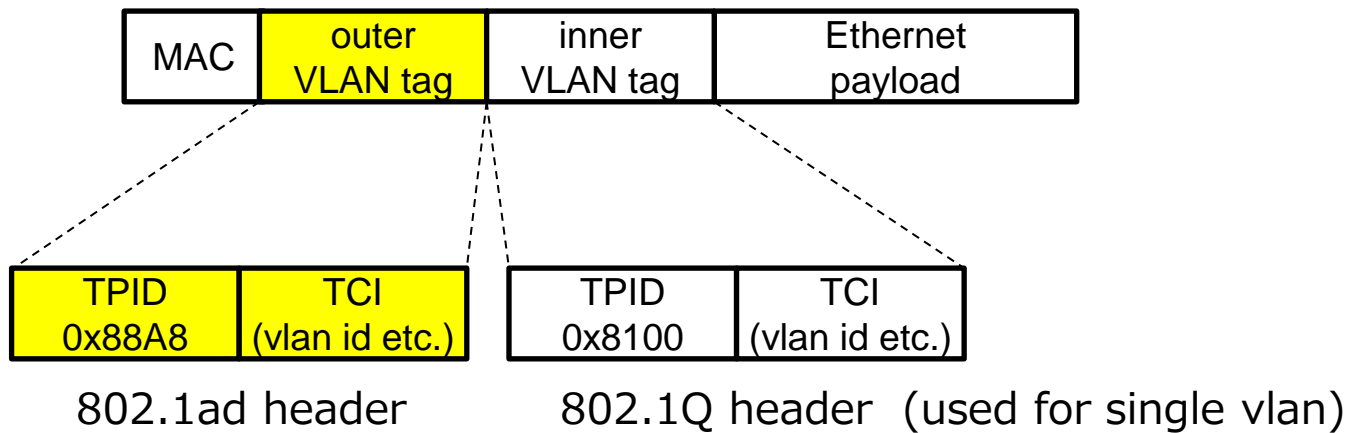 MAC
outer
VLAN tag
inner
VLAN tag
Ethernet
payload
TPID
0x88A8
TCI
(vlan id etc.)
TPID
0x8100
TCI
(vlan id etc.)
802.1ad header
802.1Q header (used for single vlan)